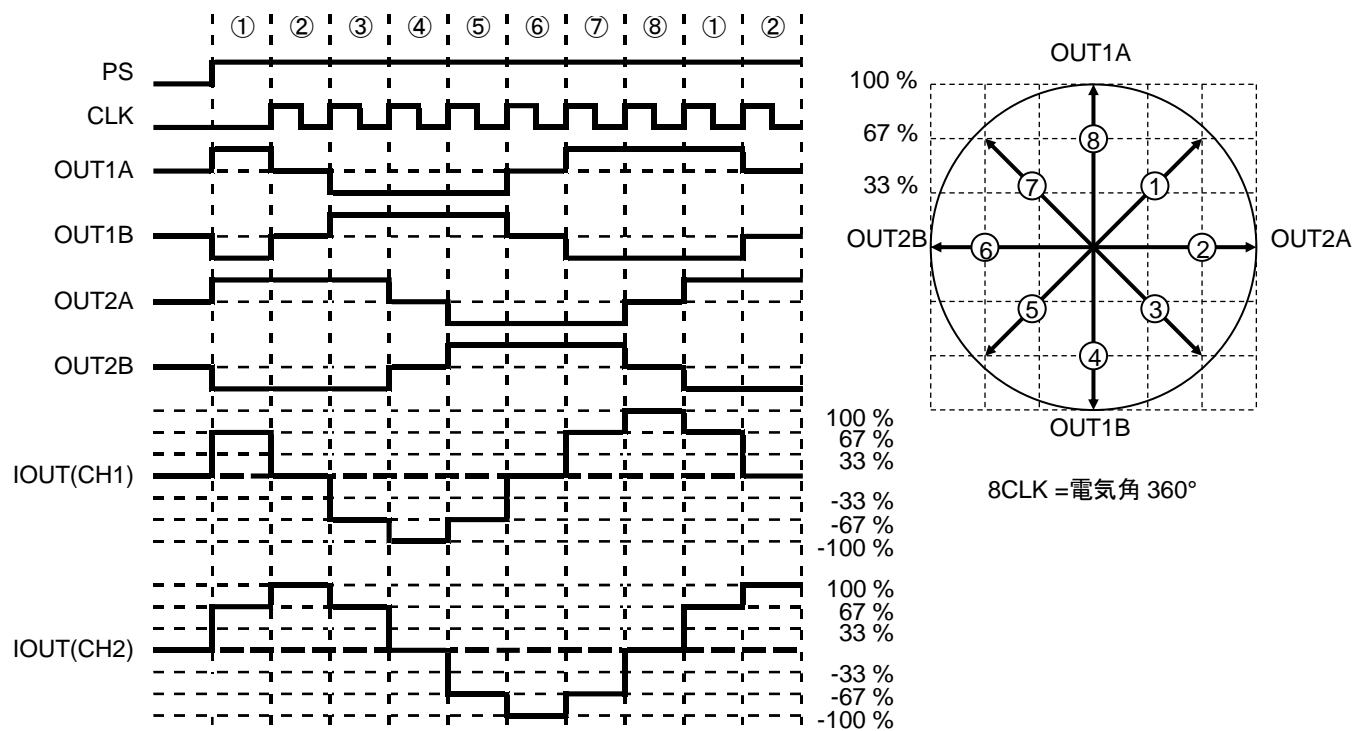 ① ② ③ ④ ⑤ ⑥ ⑦ ⑧ ① ②
PS
CLK
OUT1A
OUT1B
OUT2A
OUT2B
IOUT(CH1)
100 %
67 %
33 %
-33 %
-67 %
-100 %
IOUT(CH2)
100 %
67 %
33 %
-33 %
-67 %
-100 %
OUT1A
100 %
67 %
33 %
OUT2B
OUT2A
OUT1B
⑧
⑦
①
⑥
②
⑤
③
④
8CLK =電気角 360°